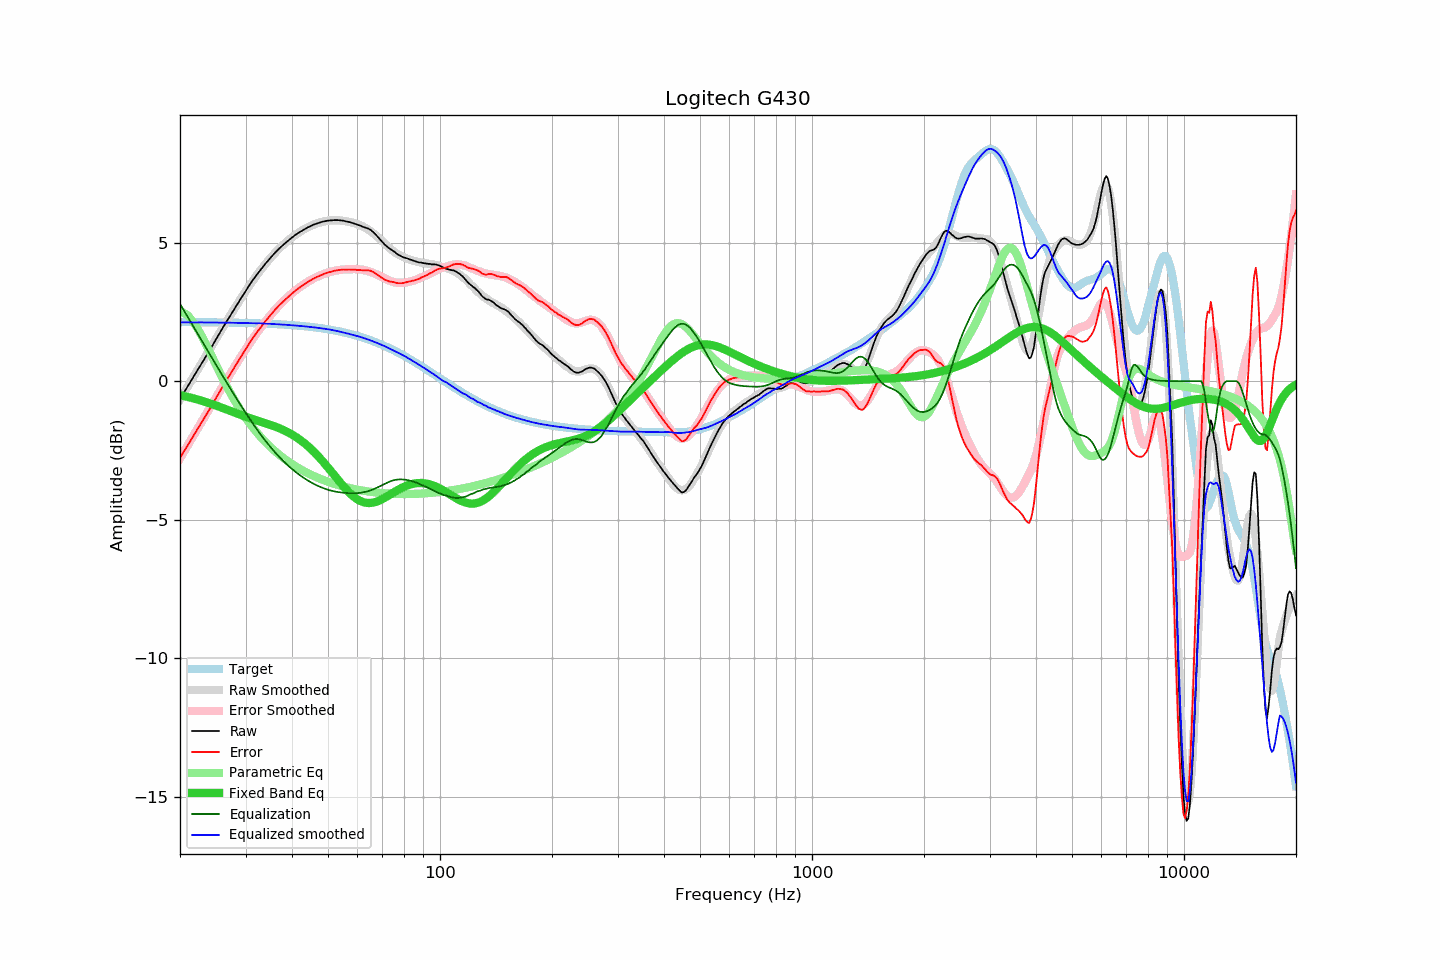 Logitech G430
Amplitude (dBr)
5
0
−5
−10
−15
Target
Raw Smoothed
Error Smoothed
Raw
Error
Parametric Eq
Fixed Band Eq
Equalization
Equalized smoothed
100
1000
10000
Frequency (Hz)